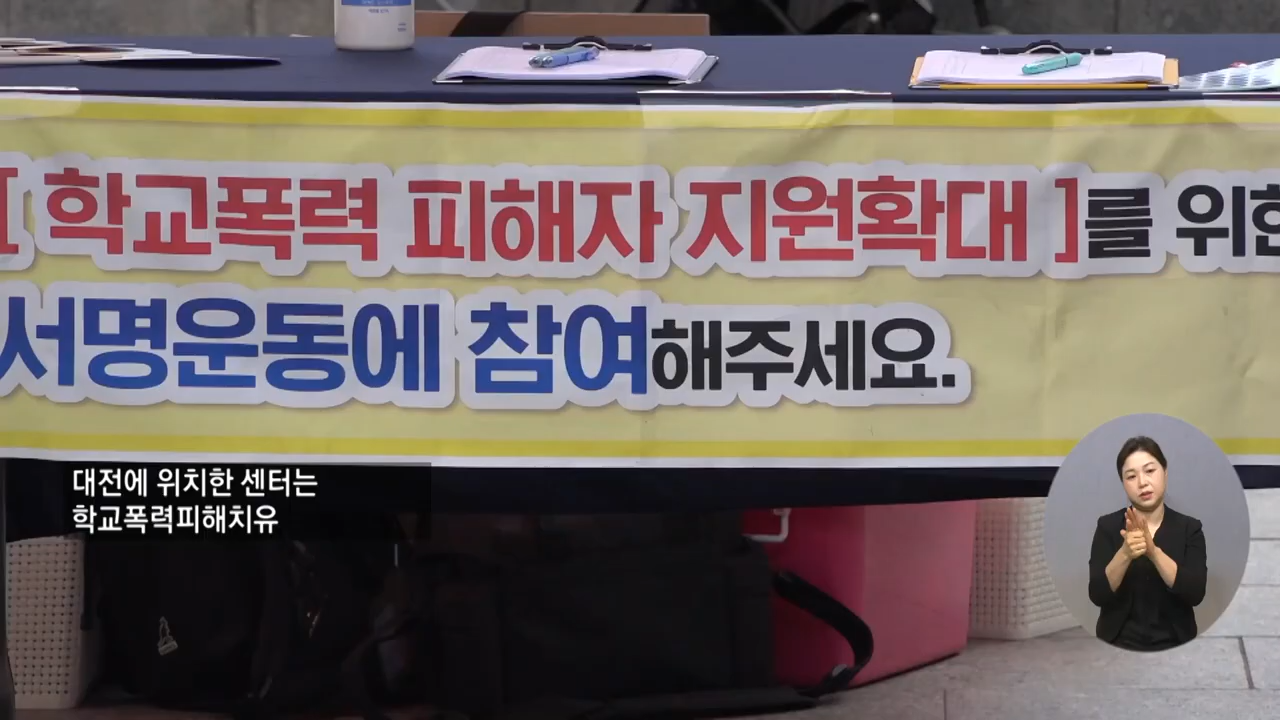 [ 학교폭력 피해자 지원확대 ]를 위한
서명운동에 참여해주세요.
대전에 위치한 센터는
학교폭력피해치유